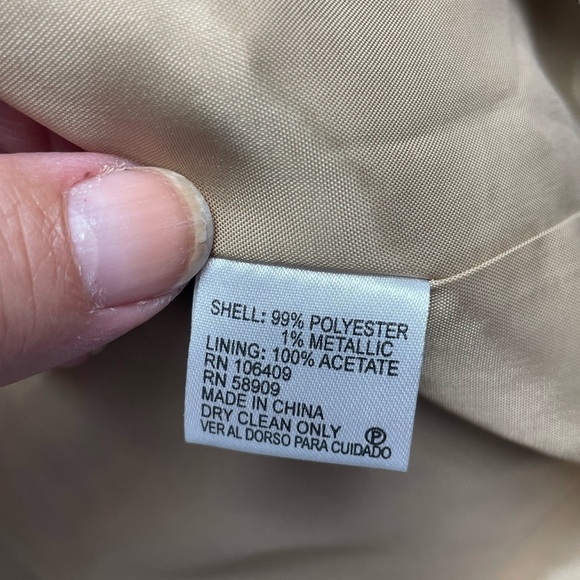 SHELL: 99% POLYESTER
1% METALLIC
LINING: 100% ACETATE
RN 106409
RN 58909
MADE IN CHINA
DRY CLEAN ONLY
VER AL DORSO PARA CUIDADO P